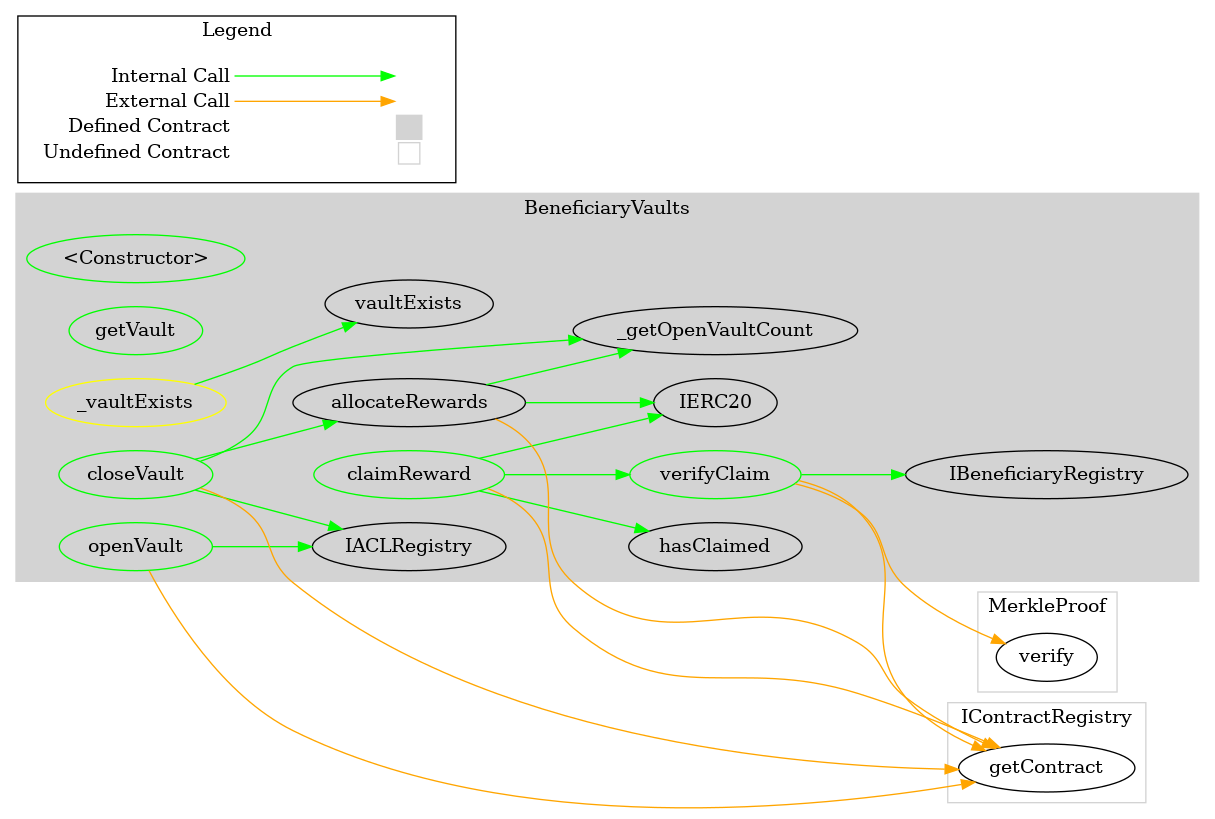 Legend
Internal Call
External Call
Defined Contract
Undefined Contract
BeneficiaryVaults
<Constructor>
vaultExists
getVault
_getOpenVaultCount
_vaultExists
allocateRewards
IERC20
closeVault
claimReward
verifyClaim
IBeneficiaryRegistry
openVault
IACLRegistry
hasClaimed
MerkleProof
verify
IContractRegistry
getContract